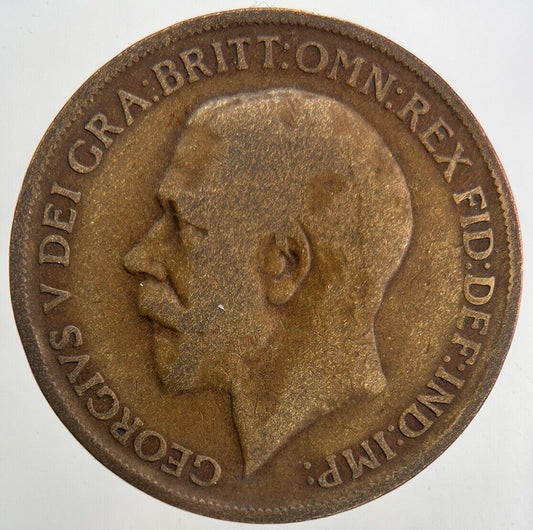 GEORGIVS V DEI GRA:BRITT:OMN:REX FID:DEF:IND:IMP: